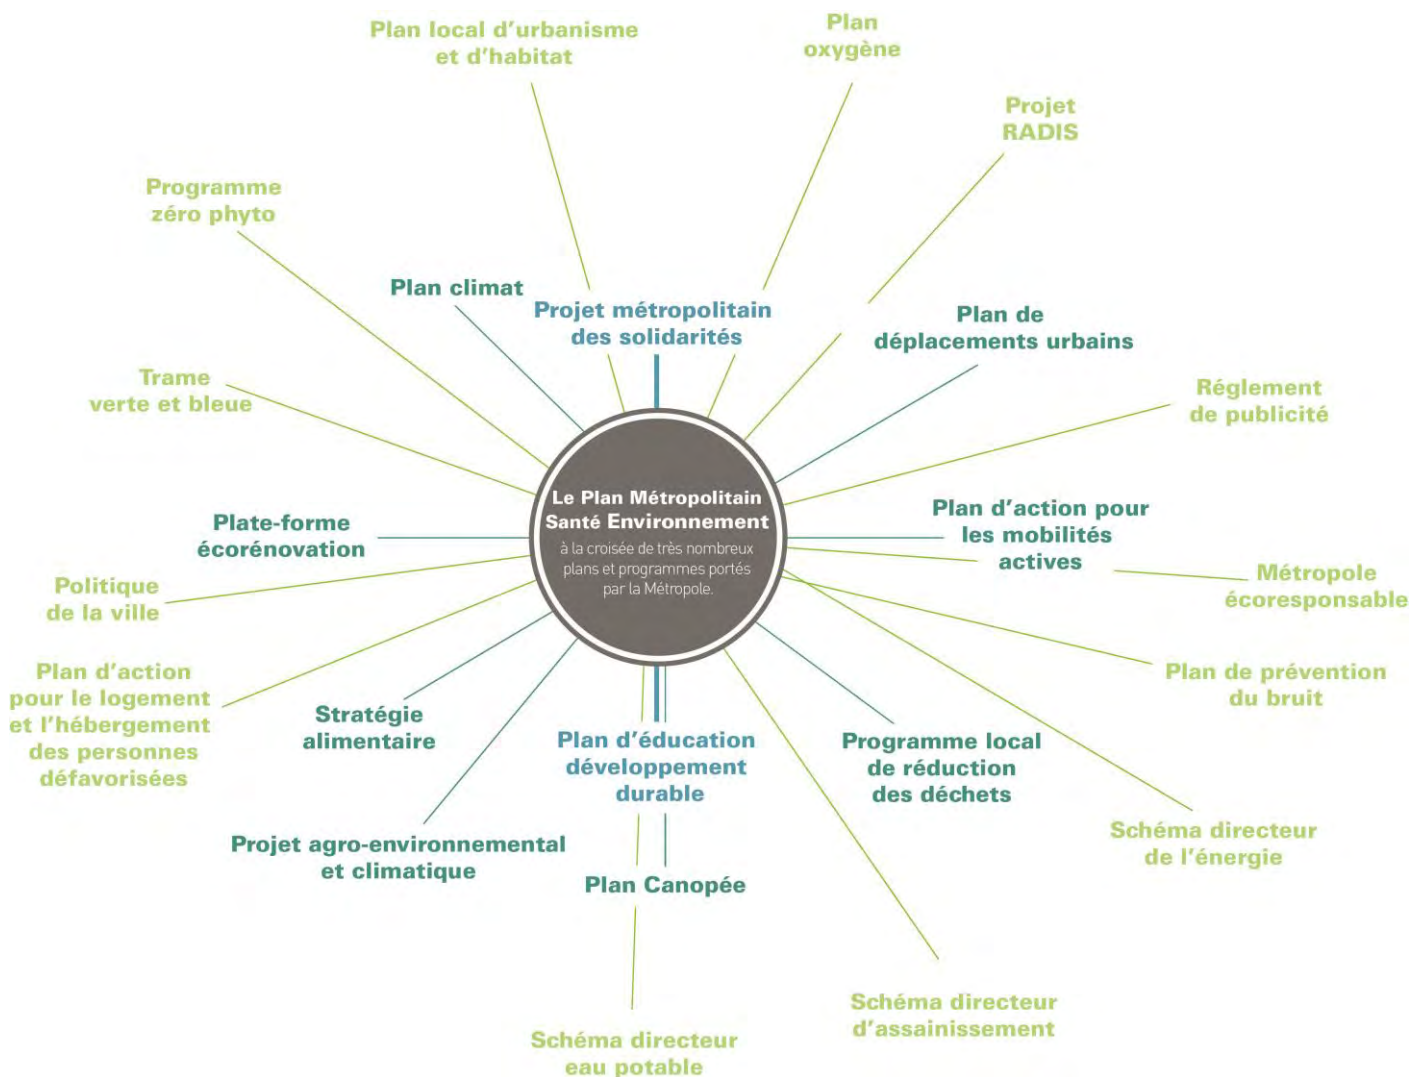 Plan local d'urbanisme
et d'habitat
Plan
oxygène
Projet
RADIS
Programme
zéro phyto
Plan climat
Projet métropolitain
des solidarités
Plan de
déplacements urbains
Trame
verte et bleue
Réglement
de publicité
Le Plan Métropolitain
Santé Environnement
à la croisée de très nombreux
plans et programmes portés
par la Métropole.
Plate-forme
écorénovation
Plan d'action pour
les mobilités
actives
Politique
de la ville
Métropole
écoresponsable
Plan d'action
pour le logement
et l'hébergement
des personnes
défavorisées
Plan de prévention
du bruit
Stratégie
alimentaire
Plan d'éducation
développement
durable
Programme local
de réduction
des déchets
Projet agro-environnemental
et climatique
Schéma directeur
de l'énergie
Plan Canopée
Schéma directeur
d'assainissement
Schéma directeur
eau potable